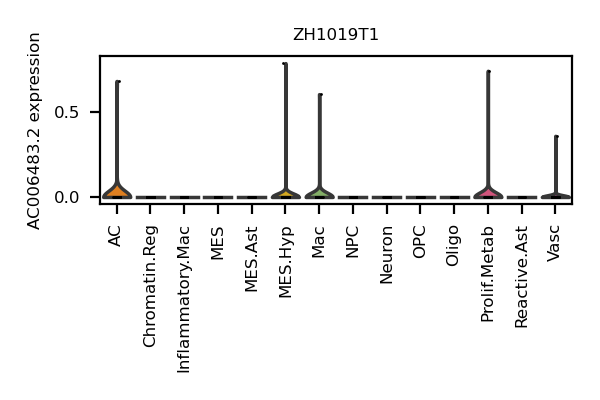 ZH1019T1
AC006483.2 expression
0.5
0.0
AC
Chromatin.Reg
Inflammatory.Mac
MES
MES.Ast
MES.Hyp
Mac
NPC
Neuron
OPC
Oligo
Prolif.Metab
Reactive.Ast
Vasc